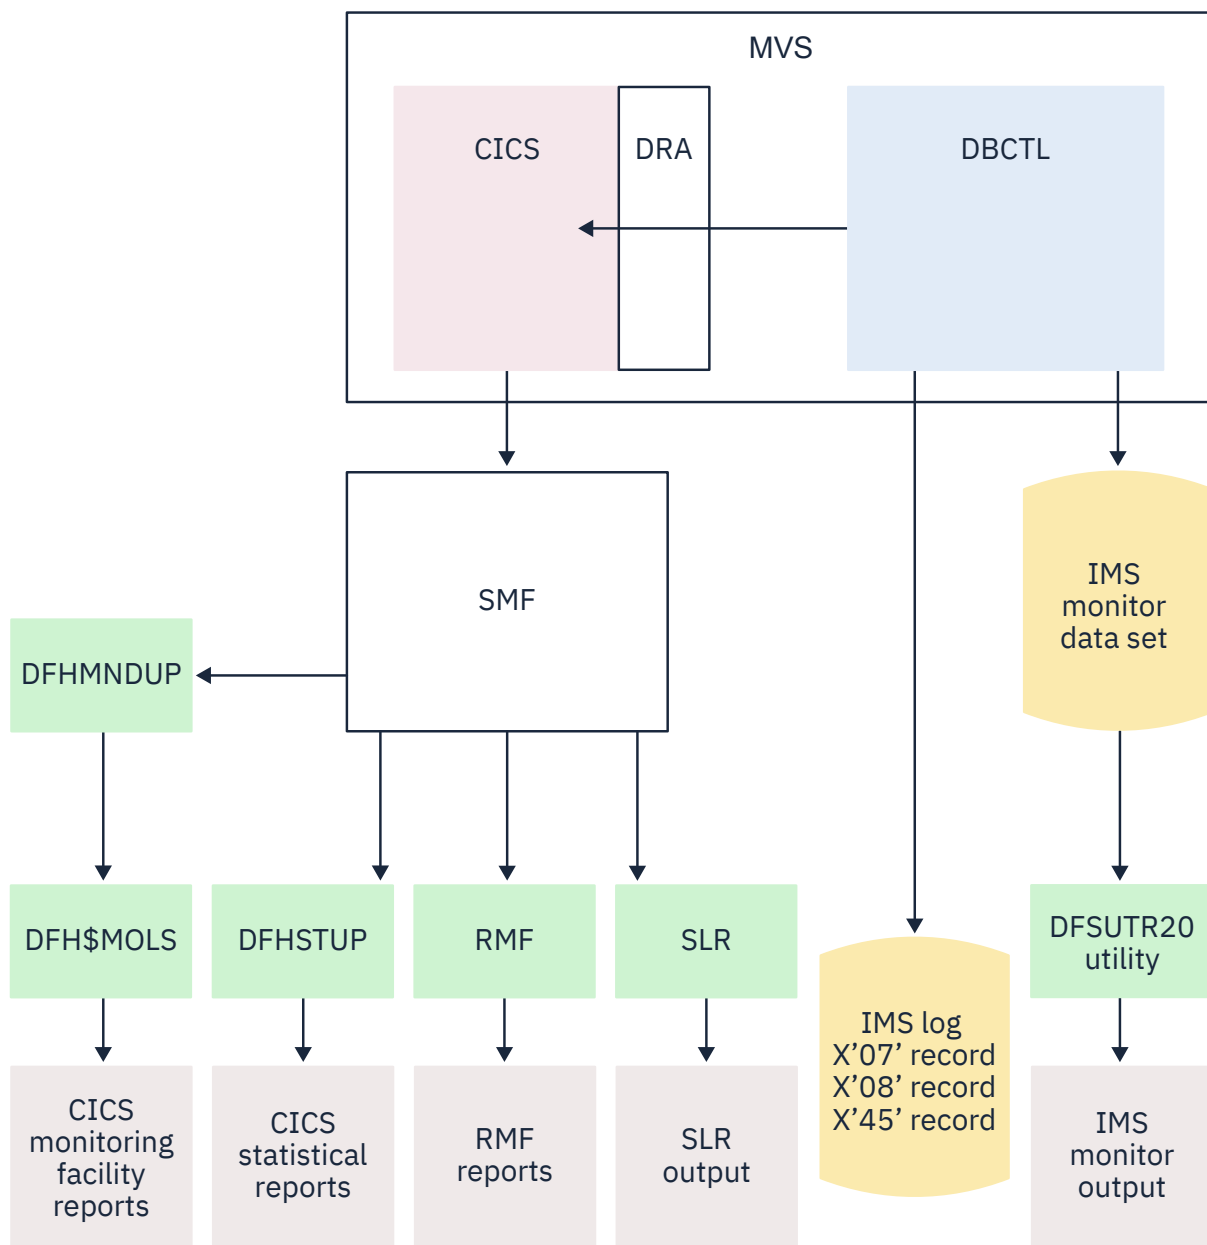 MVS
CICS
DRA
DBCTL
SMF
IMS
monitor
data set
DFHMNDUP
DFH$MOLS
DFHSTUP
RMF
SLR
DFSUTR20
utility
IMS log
X’07’ record
X’08’ record
X’45’ record
CICS
monitoring
facility
reports
CICS
statistical
reports
RMF
reports
SLR
output
IMS
monitor
output